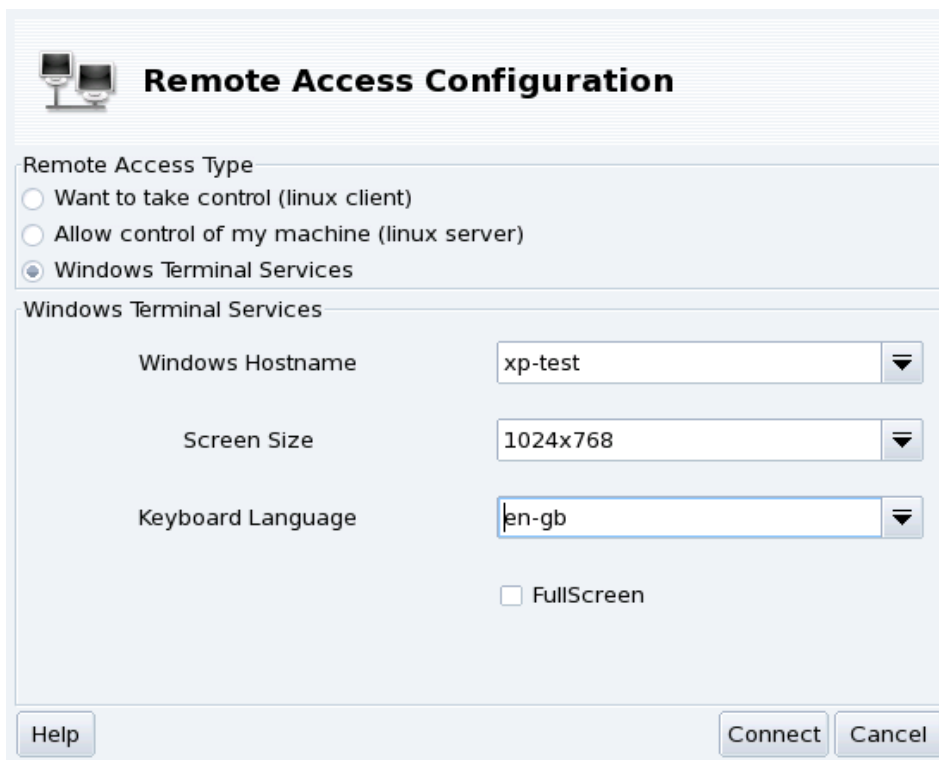 Remote Access Configuration
Remote Access Type
Want to take control (linux client)
Allow control of my machine (linux server)
Windows Terminal Services
Windows Terminal Services
Windows Hostname xp-test
Screen Size 1024x768
Keyboard Language en-gb
FullScreen
Help Connect Cancel